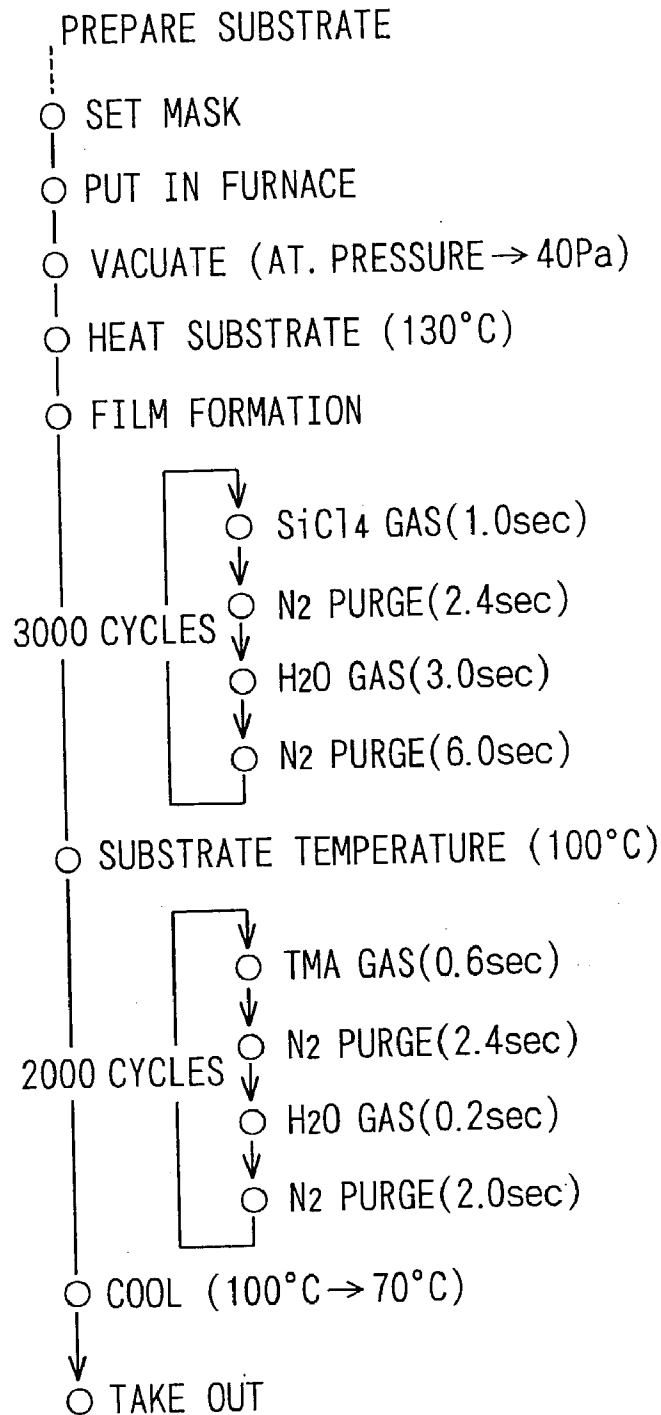 PREPARE SUBSTRATE
SET MASK
PUT IN FURNACE
VACUATE (AT. PRESSURE→40Pa)
HEAT SUBSTRATE (130°C)
FILM FORMATION
SiCl4 GAS(1.0sec)
N2 PURGE(2.4sec)
3000 CYCLES
H2O GAS(3.0sec)
N2 PURGE(6.0sec)
SUBSTRATE TEMPERATURE (100°C)
TMA GAS(0.6sec)
N2 PURGE(2.4sec)
2000 CYCLES
H2O GAS(0.2sec)
N2 PURGE(2.0sec)
COOL (100°C→70°C)
TAKE OUT